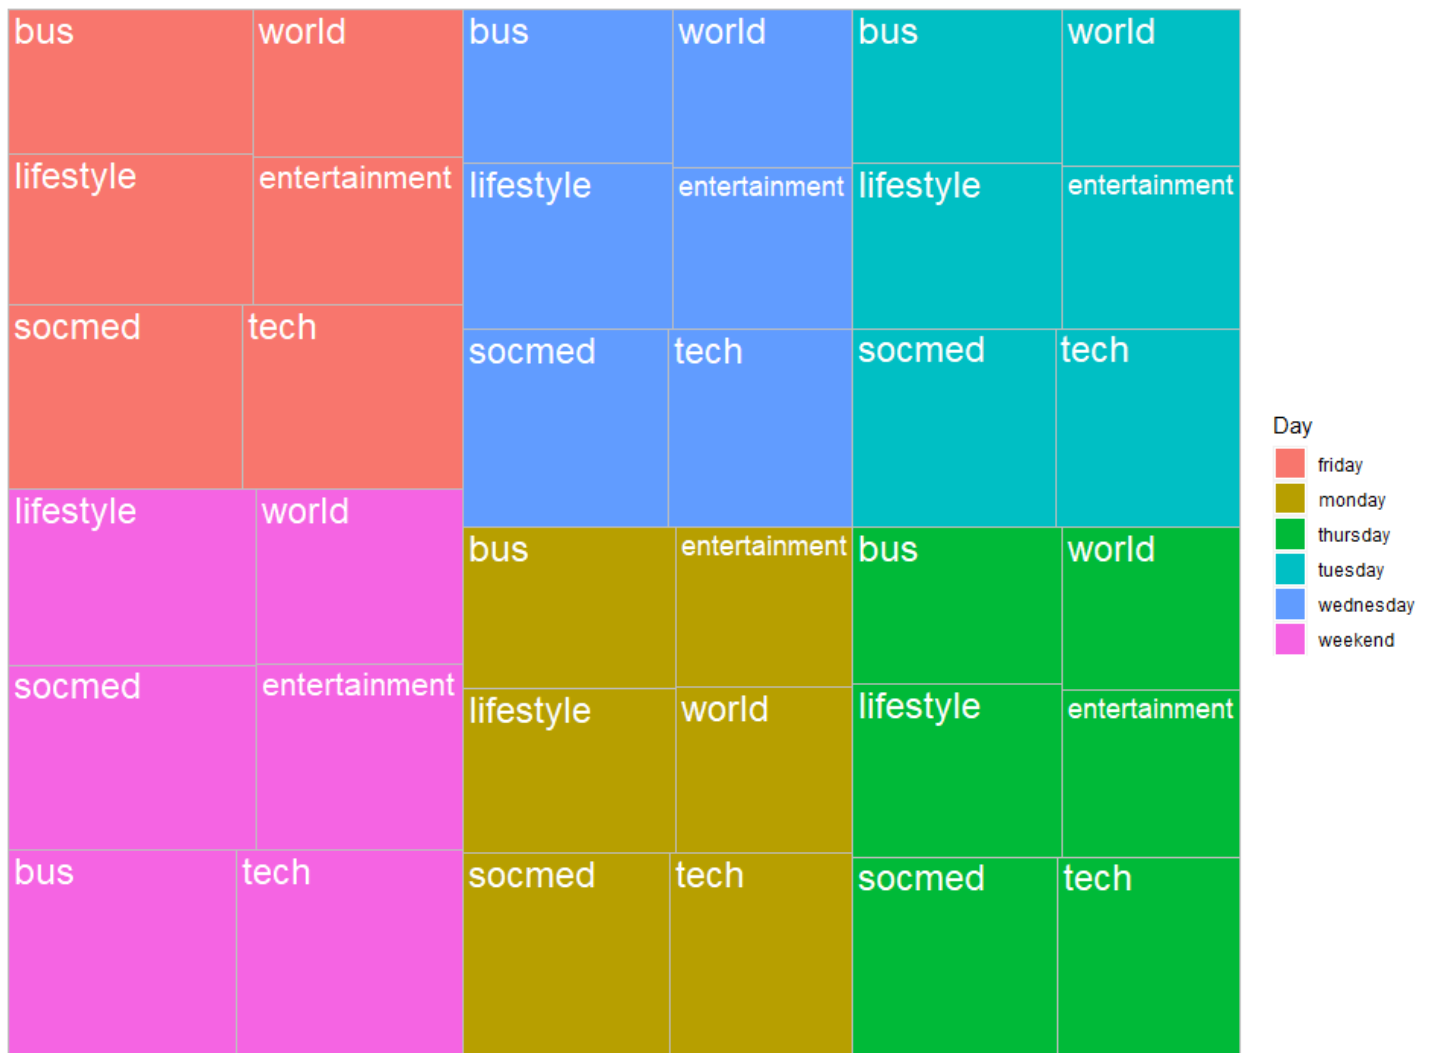 bus
world
lifestyle
entertainment
socmed
tech
bus
world
lifestyle
entertainment
socmed
tech
bus
world
lifestyle
entertainment
socmed
tech
lifestyle
world
socmed
entertainment
bus
tech
bus
entertainment
lifestyle
world
socmed
tech
bus
world
lifestyle
entertainment
socmed
tech
Day
friday
monday
thursday
tuesday
wednesday
weekend